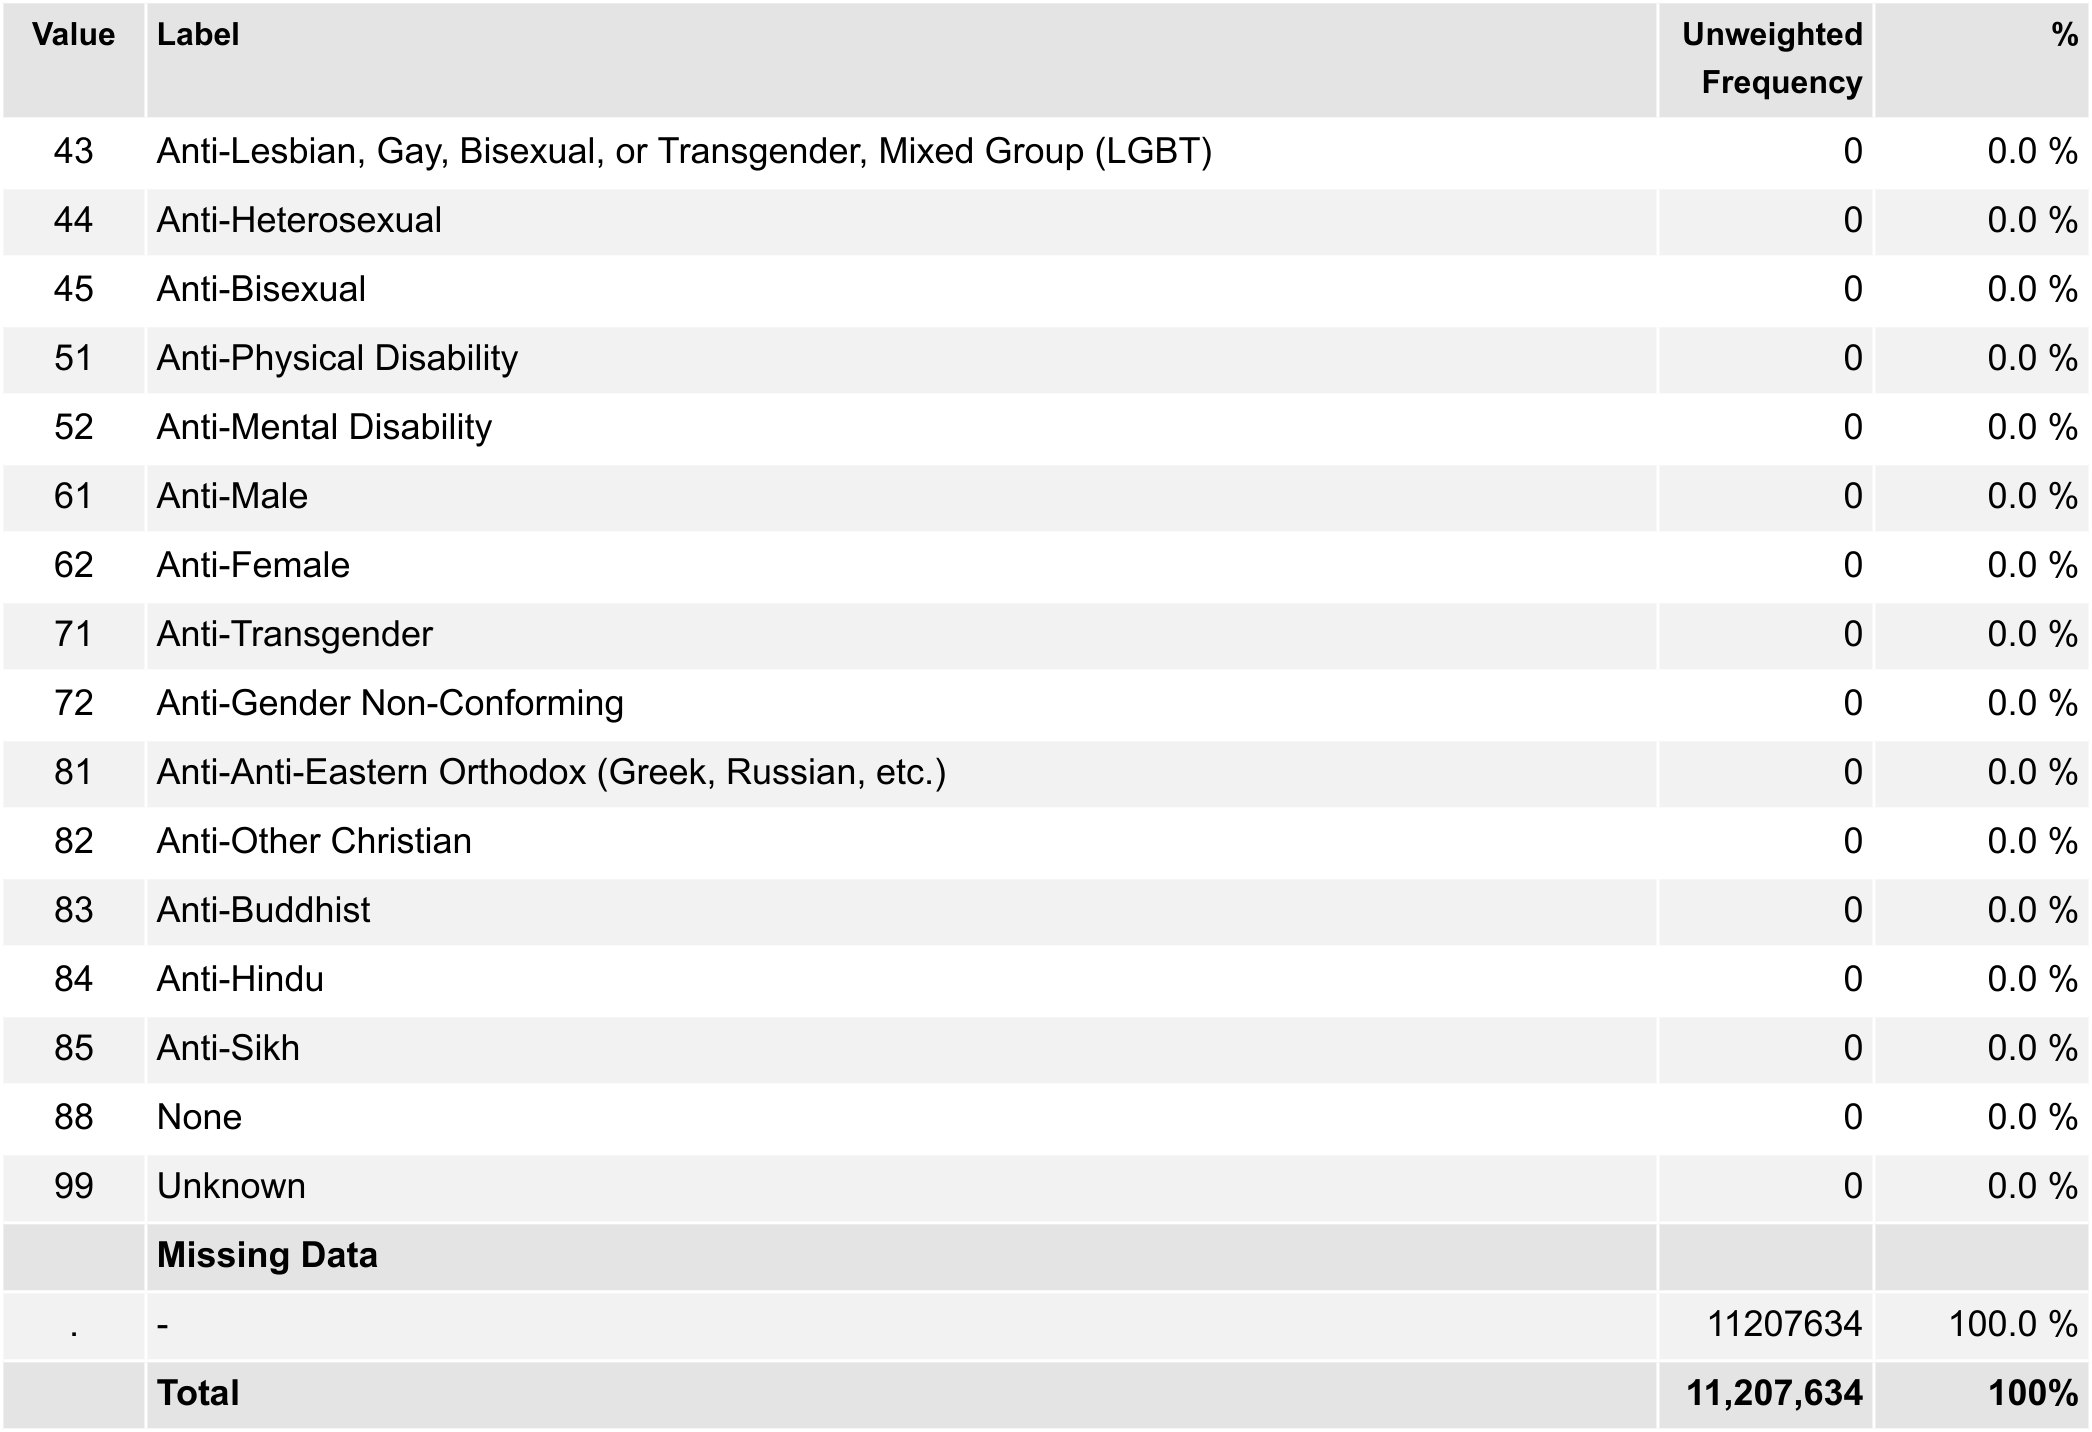 Value Label Unweighted Frequency %
43 Anti-Lesbian, Gay, Bisexual, or Transgender, Mixed Group (LGBT) 0 0.0 %
44 Anti-Heterosexual 0 0.0 %
45 Anti-Bisexual 0 0.0 %
51 Anti-Physical Disability 0 0.0 %
52 Anti-Mental Disability 0 0.0 %
61 Anti-Male 0 0.0 %
62 Anti-Female 0 0.0 %
71 Anti-Transgender 0 0.0 %
72 Anti-Gender Non-Conforming 0 0.0 %
81 Anti-Anti-Eastern Orthodox (Greek, Russian, etc.) 0 0.0 %
82 Anti-Other Christian 0 0.0 %
83 Anti-Buddhist 0 0.0 %
84 Anti-Hindu 0 0.0 %
85 Anti-Sikh 0 0.0 %
88 None 0 0.0 %
99 Unknown 0 0.0 %
Missing Data
. - 11207634 100.0 %
Total 11,207,634 100%